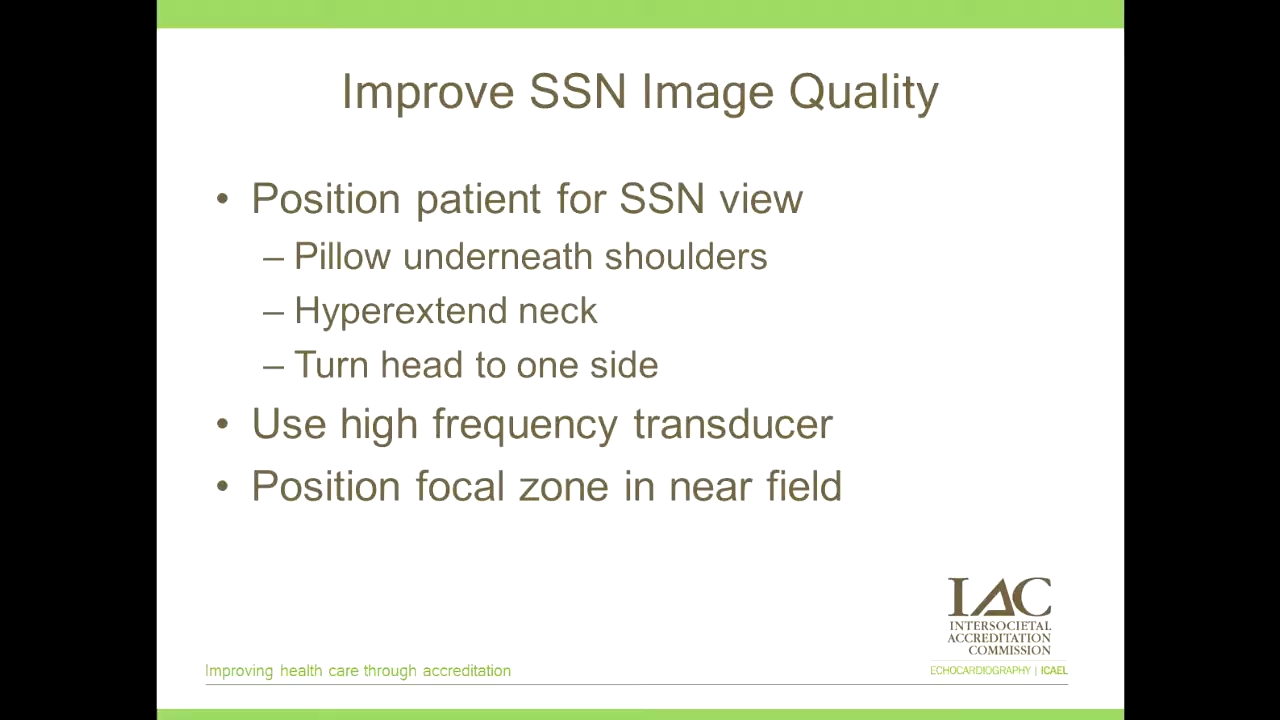 Improve SSN Image Quality
• Position patient for SSN view
– Pillow underneath shoulders
– Hyperextend neck
– Turn head to one side
• Use high frequency transducer
• Position focal zone in near field
IAC
INTERSOCIETAL
ACCREDITATION
COMMISSION
ECHOCARDIOGRAPHY | ICAEL
Improving health care through accreditation